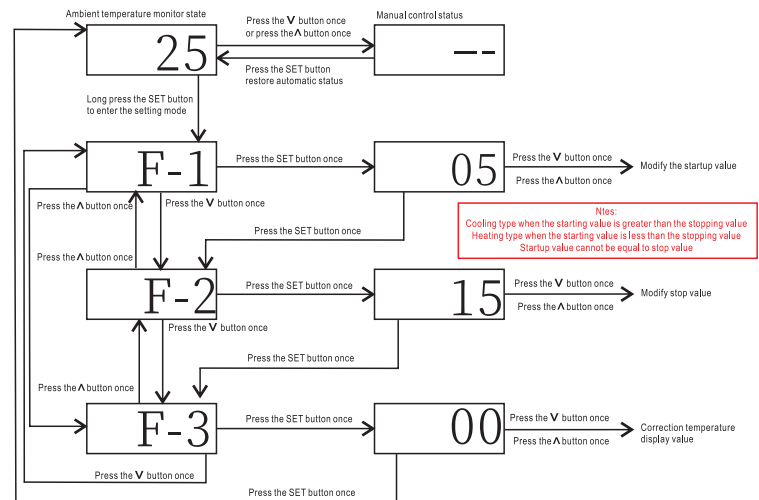 Ambient temperature monitor state
25
Press the V button once
or press the Λ button once
Manual control status
--
Press the SET button
restore automatic status
Long press the SET button
to enter the setting mode
F-1
Press the SET button once
05
Press the V button once
Press the Λ button once
Modify the startup value
Press the Λ button once
Press the V button once
Press the SET button once
Ntes:
Cooling type when the starting value is greater than the stopping value
Heating type when the starting value is less than the stopping value
Startup value cannot be equal to stop value
Press the Λ button once
F-2
Press the SET button once
15
Press the V button once
Press the Λ button once
Modify stop value
Press the V button once
Press the SET button once
Press the Λ button once
F-3
Press the SET button once
00
Press the V button once
Press the Λ button once
Correction temperature
display value
Press the V button once
Press the SET button once